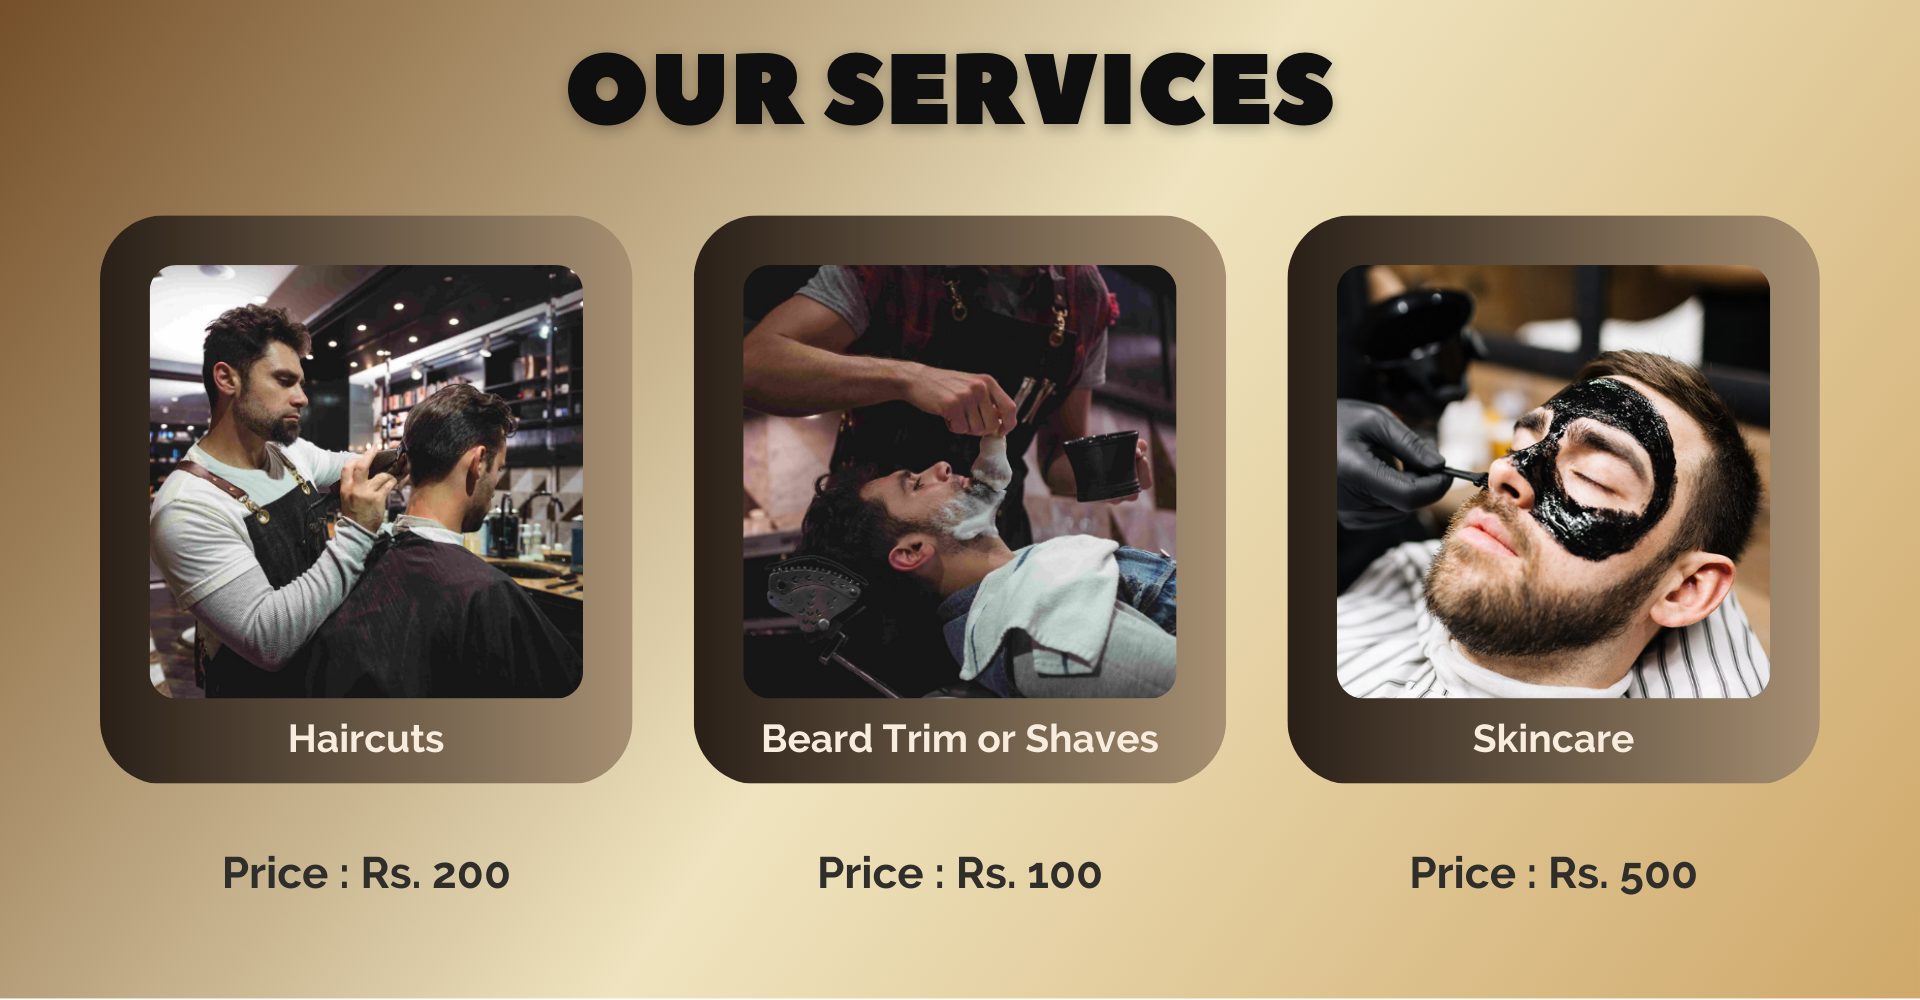 OUR SERVICES
Haircuts
Beard Trim or Shaves
Skincare
Price : Rs. 200
Price : Rs. 100
Price : Rs. 500